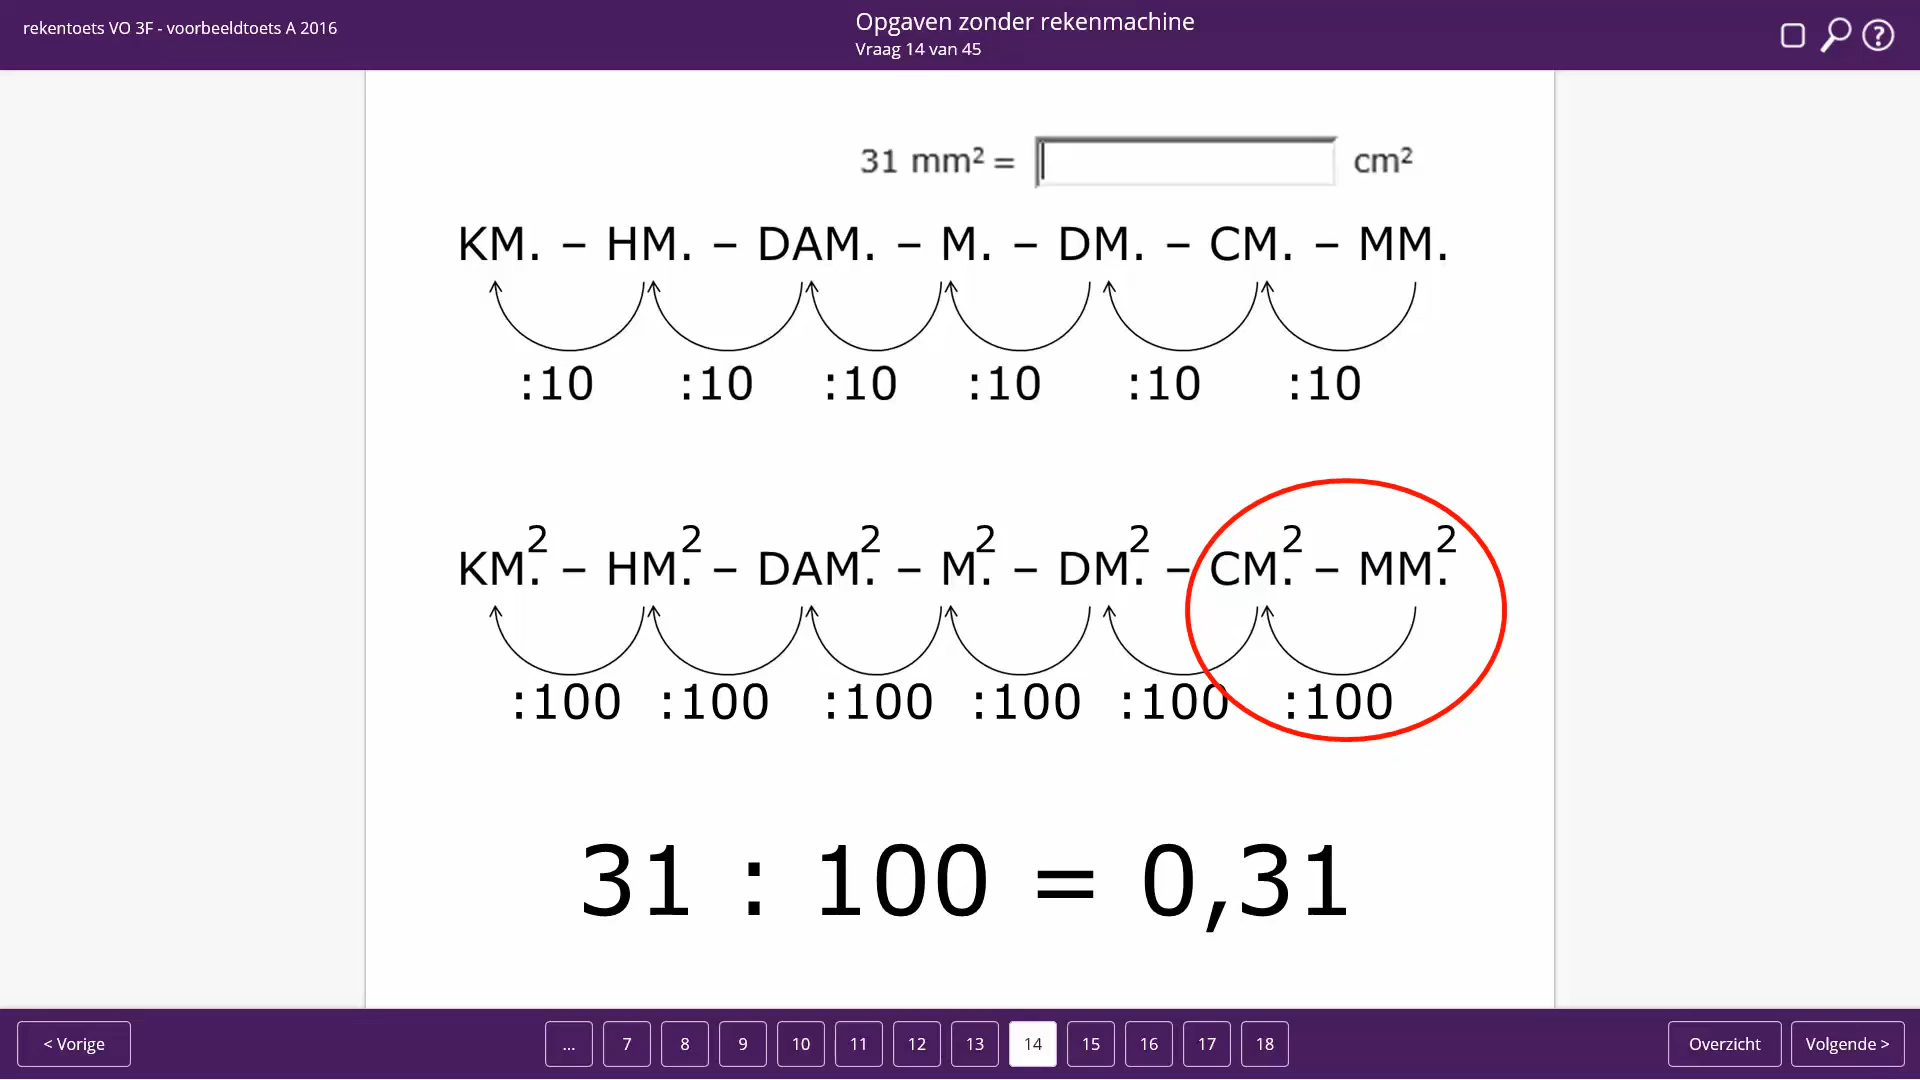 rekentoets VO 3F - voorbeeldtoets A 2016
Opgaven zonder rekenmachine
Vraag 14 van 45
?
31 mm² = cm²
KM. – HM. – DAM. – M. – DM. – CM. – MM.
:10 :10 :10 :10 :10 :10
KM.² – HM.² – DAM.² – M.² – DM.² – CM.² – MM.²
:100 :100 :100 :100 :100 :100
31 : 100 = 0,31
< Vorige ... 7 8 9 10 11 12 13 14 15 16 17 18 Overzicht Volgende >